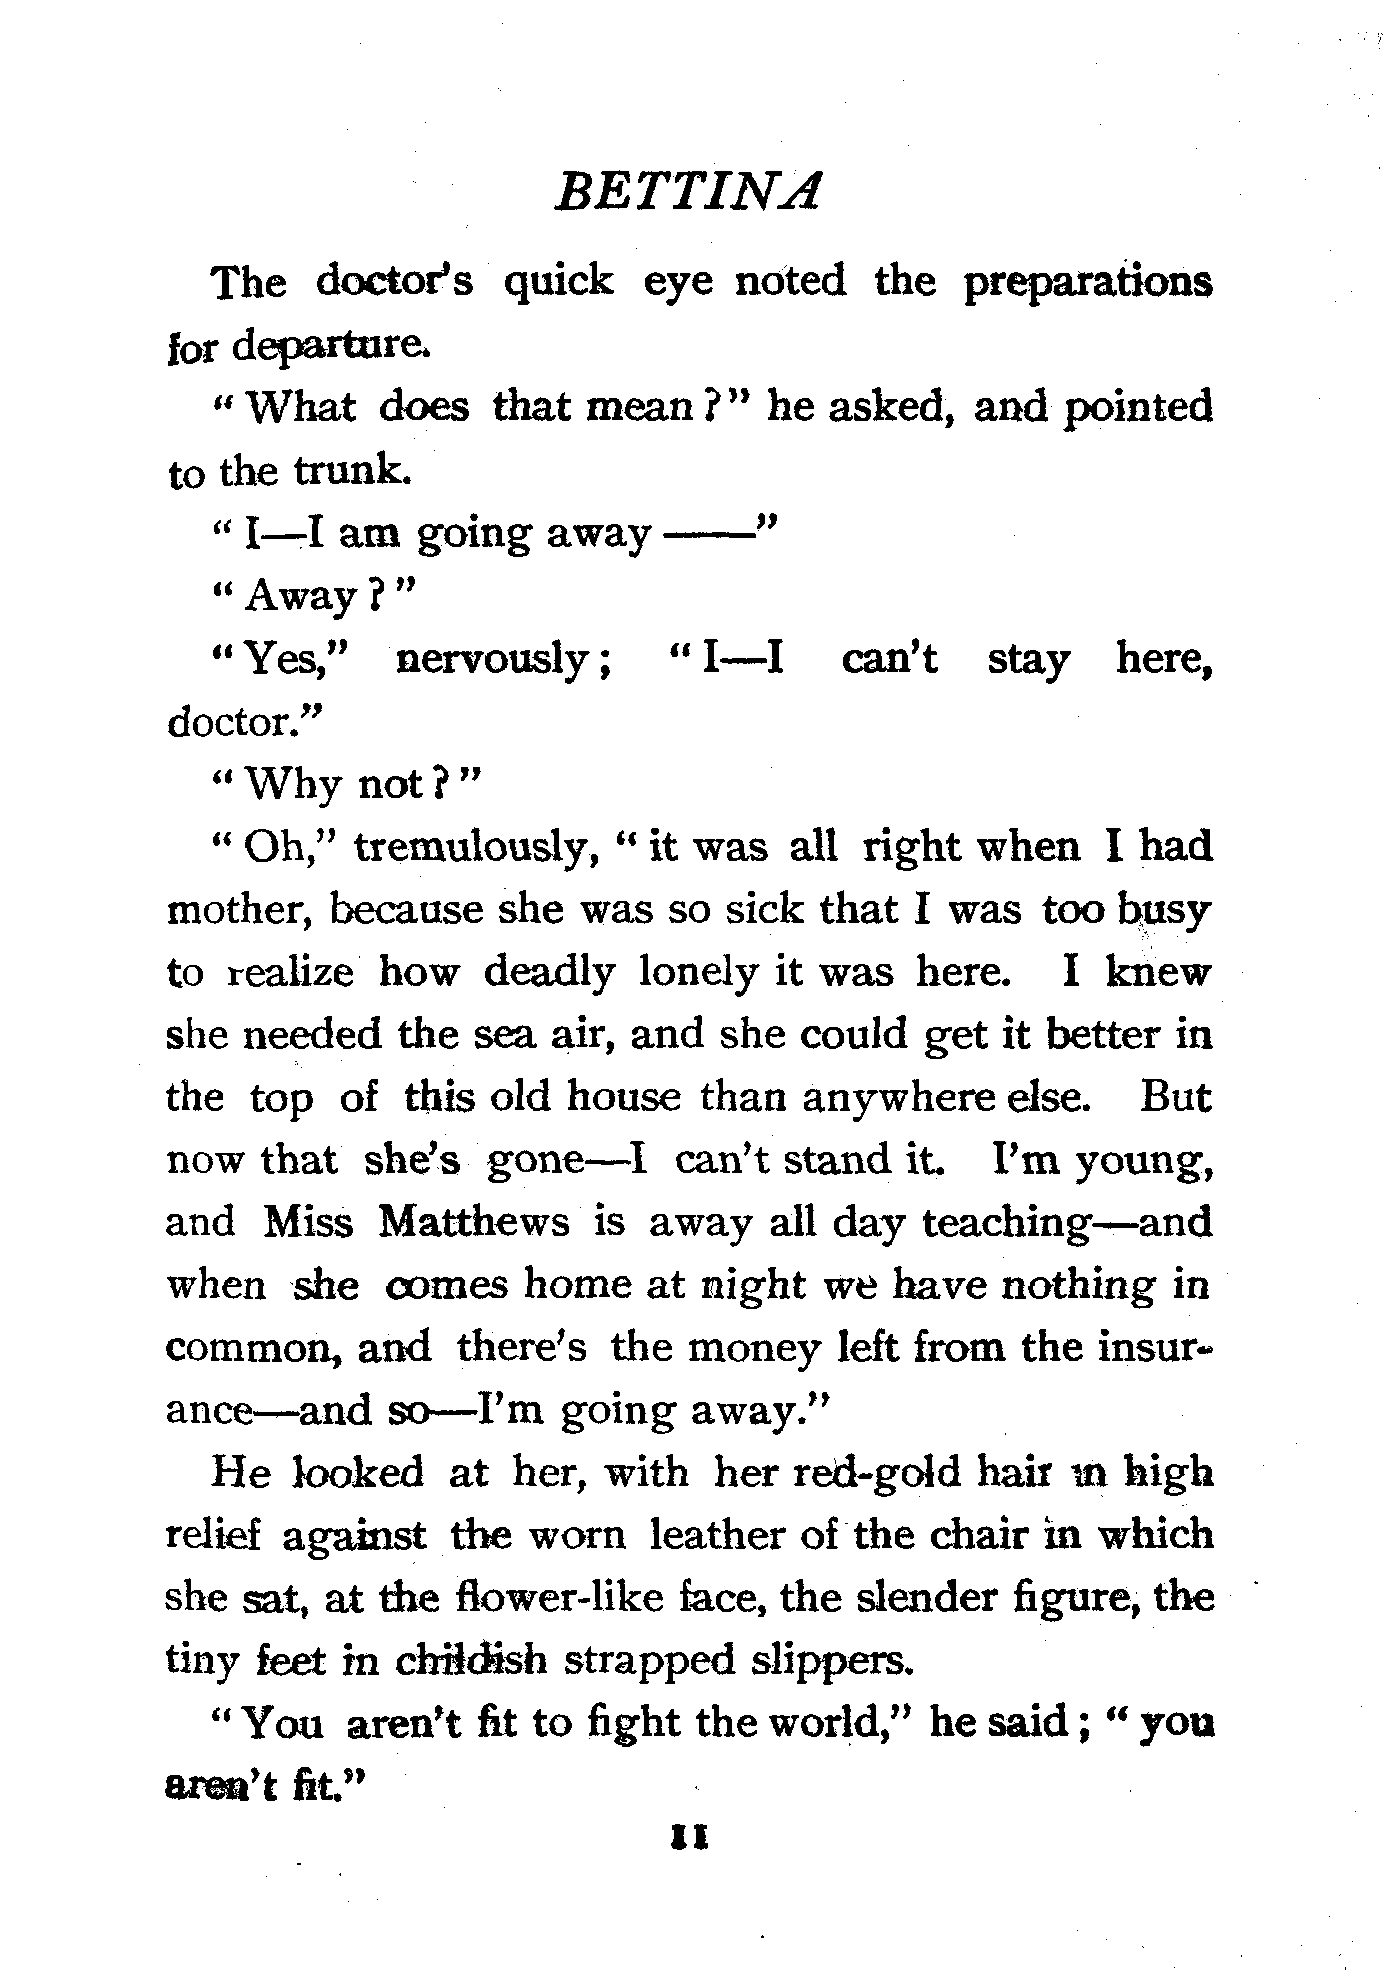 BETTINA
The doctor's quick eye noted the preparations
for departure.
"What does that mean?" he asked, and pointed
to the trunk.
"I—I am going away ——"
"Away?"
"Yes," nervously; "I—I can't stay here,
doctor."
"Why not?"
"Oh," tremulously, "it was all right when I had
mother, because she was so sick that I was too busy
to realize how deadly lonely it was here. I knew
she needed the sea air, and she could get it better in
the top of this old house than anywhere else. But
now that she's gone—I can't stand it. I'm young,
and Miss Matthews is away all day teaching—and
when she comes home at night we have nothing in
common, and there's the money left from the insur-
ance—and so—I'm going away."
He looked at her, with her red-gold hair in high
relief against the worn leather of the chair in which
she sat, at the flower-like face, the slender figure, the
tiny feet in childish strapped slippers.
"You aren't fit to fight the world," he said; "you
aren't fit."
11